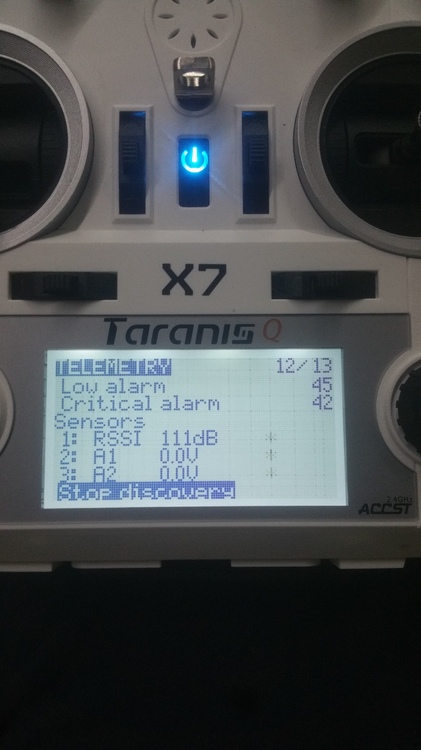 X7
Taranis Q
TELEMETRY 12/13
Low alarm 45
Critical alarm 42
Sensors
1: RSSI 111dB *
2: A1 0.0V *
3: A2 0.0V *
Stop discovery
2.4GHz
ACCST